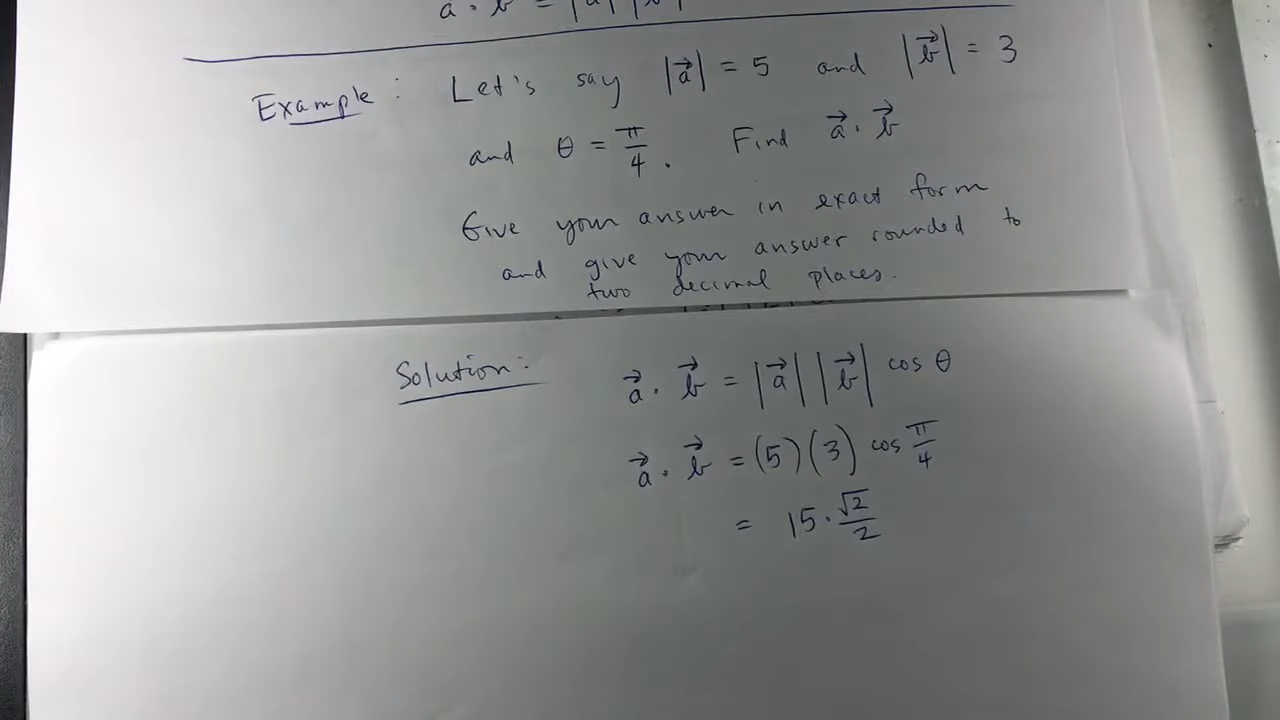 a · b = |a| |b|
Example: Let's say |a⃗| = 5 and |b⃗| = 3
and θ = π/4. Find a⃗ · b⃗
Give your answer in exact form
and give your answer rounded to
two decimal places.
Solution: a⃗ · b⃗ = |a⃗| |b⃗| cos θ
a⃗ · b⃗ = (5)(3) cos π/4
= 15 · √2/2